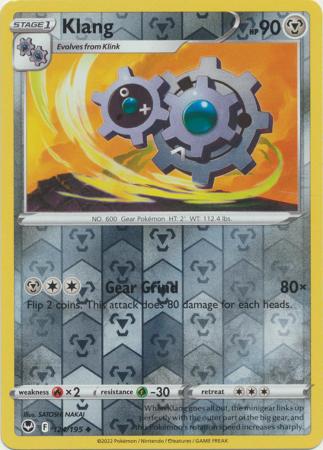 STAGE 1
Klang
HP 90
Evolves from Klink
NO. 600 Gear Pokémon HT: 2' WT: 112.4 lbs.
Gear Grind 80×
Flip 2 coins. This attack does 80 damage for each heads.
weakness ×2 resistance -30 retreat
Illus. SATOSHI NAKAI
F 124/195
When Klang goes all out, the minigear links up
perfectly with the outer part of the big gear, and
this Pokémon's rotation speed increases sharply.
©2022 Pokémon / Nintendo / Creatures / GAME FREAK